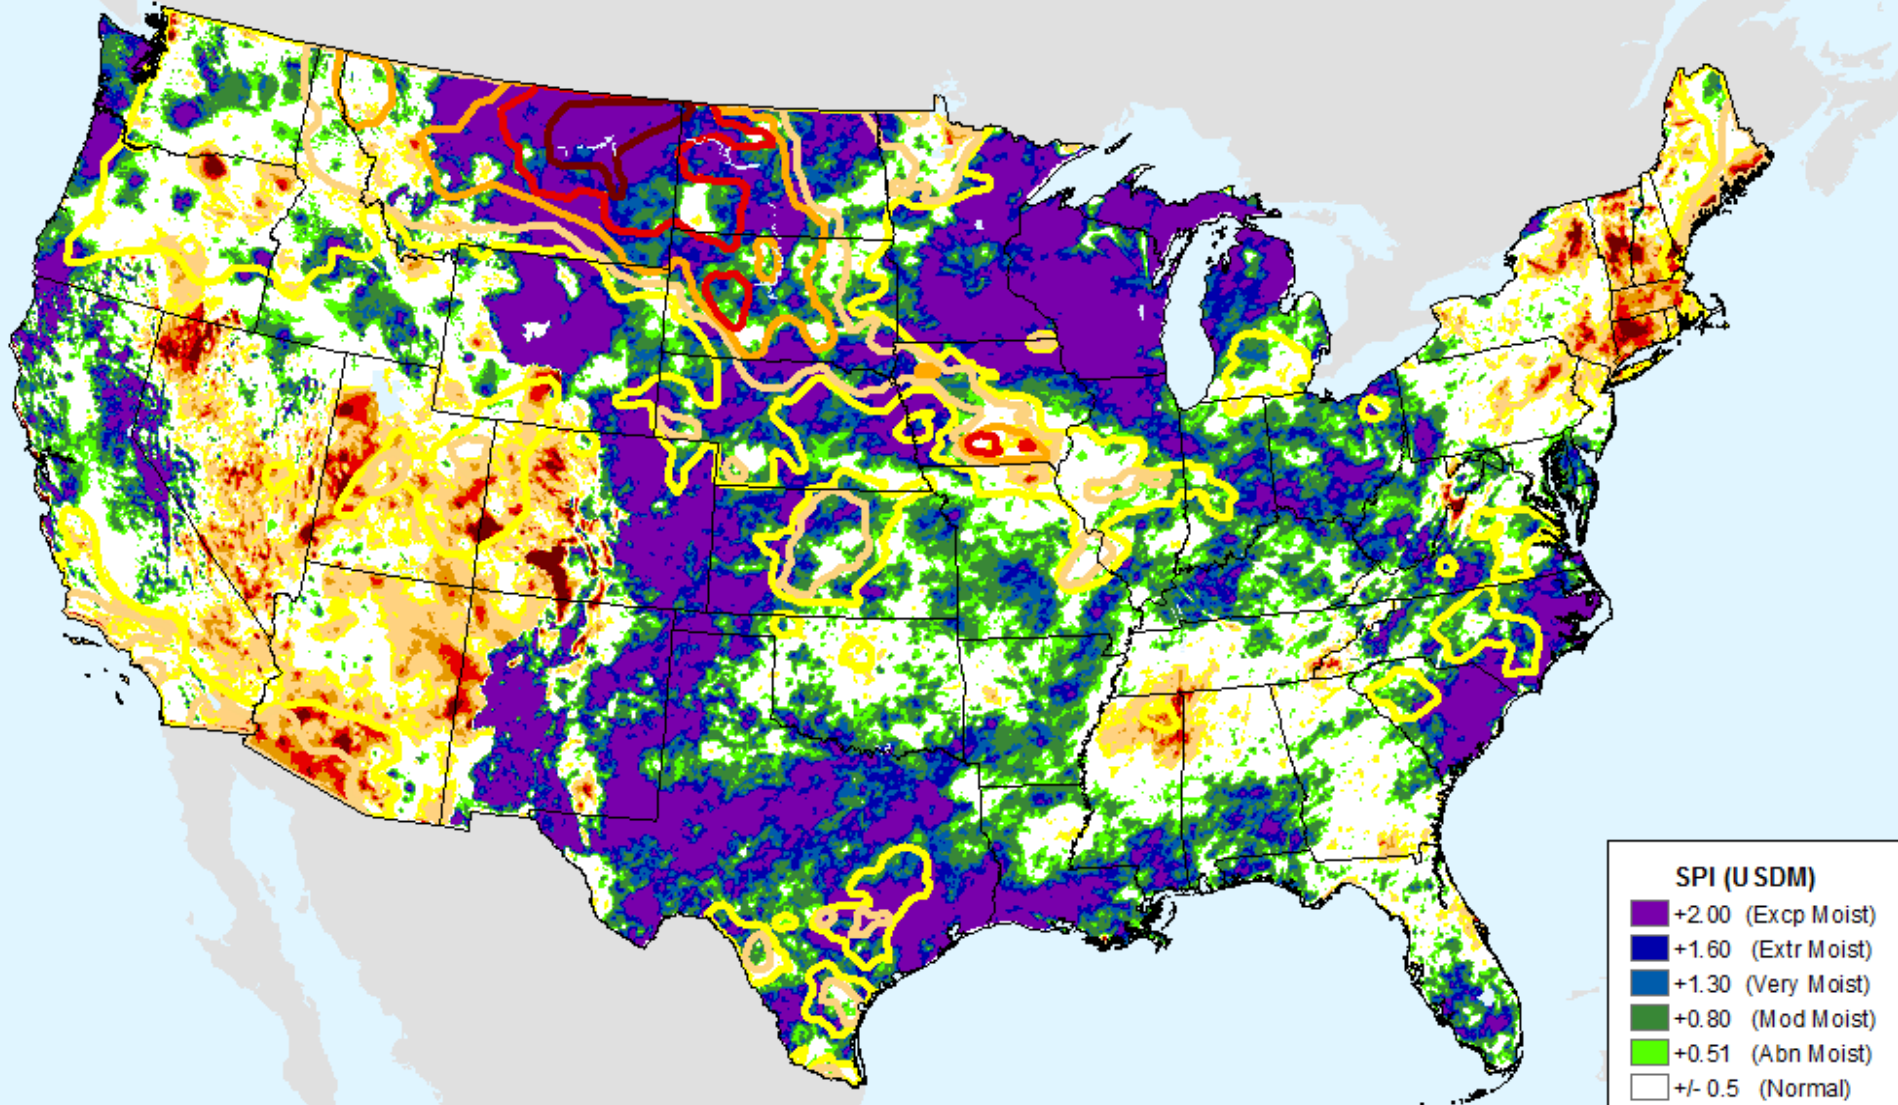 SPI (USDM)
+2.00 (Excp Moist)
+1.60 (Extr Moist)
+1.30 (Very Moist)
+0.80 (Mod Moist)
+0.51 (Abn Moist)
+/- 0.5 (Normal)